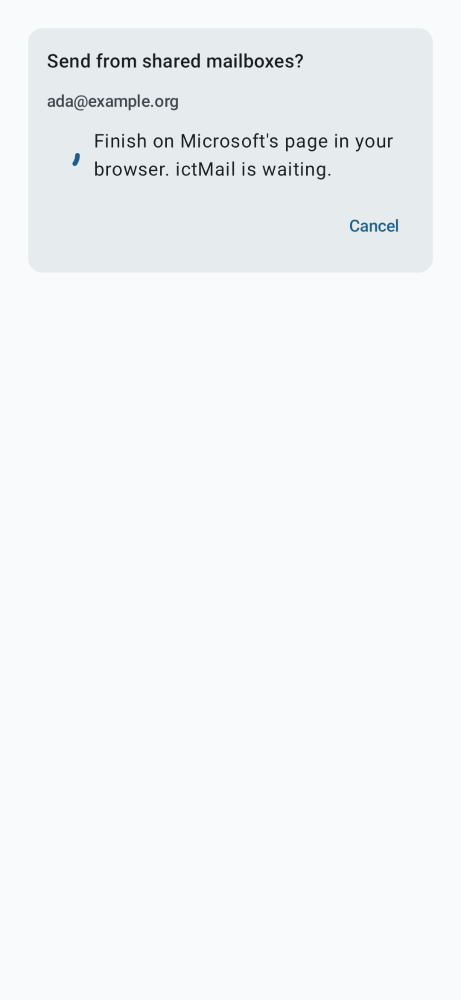 Send from shared mailboxes?
ada@example.org
Finish on Microsoft's page in your
browser. ictMail is waiting.
Cancel